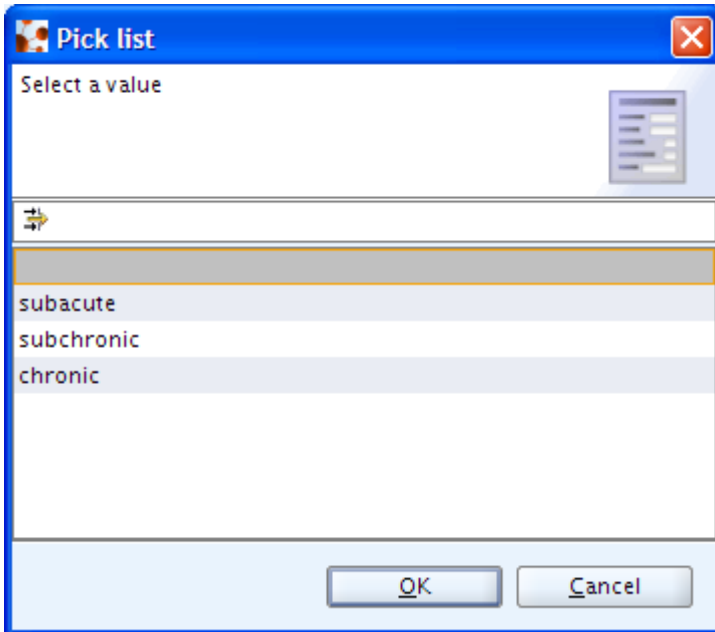 Pick list
Select a value
subacute
subchronic
chronic
OK Cancel